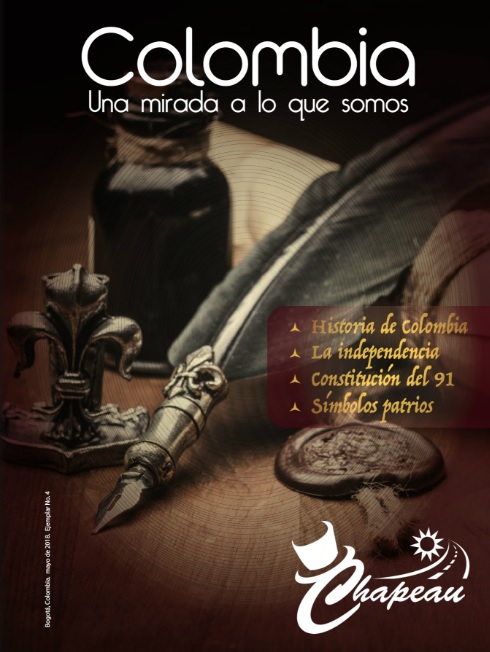 Colombia
Una mirada a lo que somos
Historia de Colombia
La independencia
Constitución del 91
Símbolos patrios
Bogotá, Colombia. mayo de 2018. Ejemplar No. 4
Chapeau